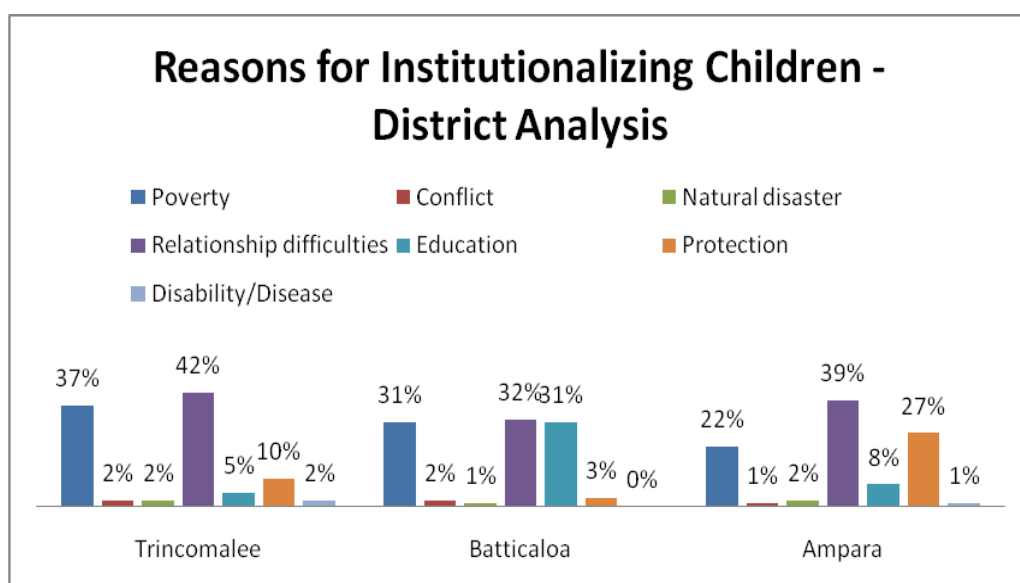 Reasons for Institutionalizing Children -
District Analysis
Poverty
Conflict
Natural disaster
Relationship difficulties
Education
Protection
Disability/Disease
37%
2%
2%
42%
5%
10%
2%
31%
2%
1%
32%
31%
3%
0%
22%
1%
2%
39%
8%
27%
1%
Trincomalee
Batticaloa
Ampara